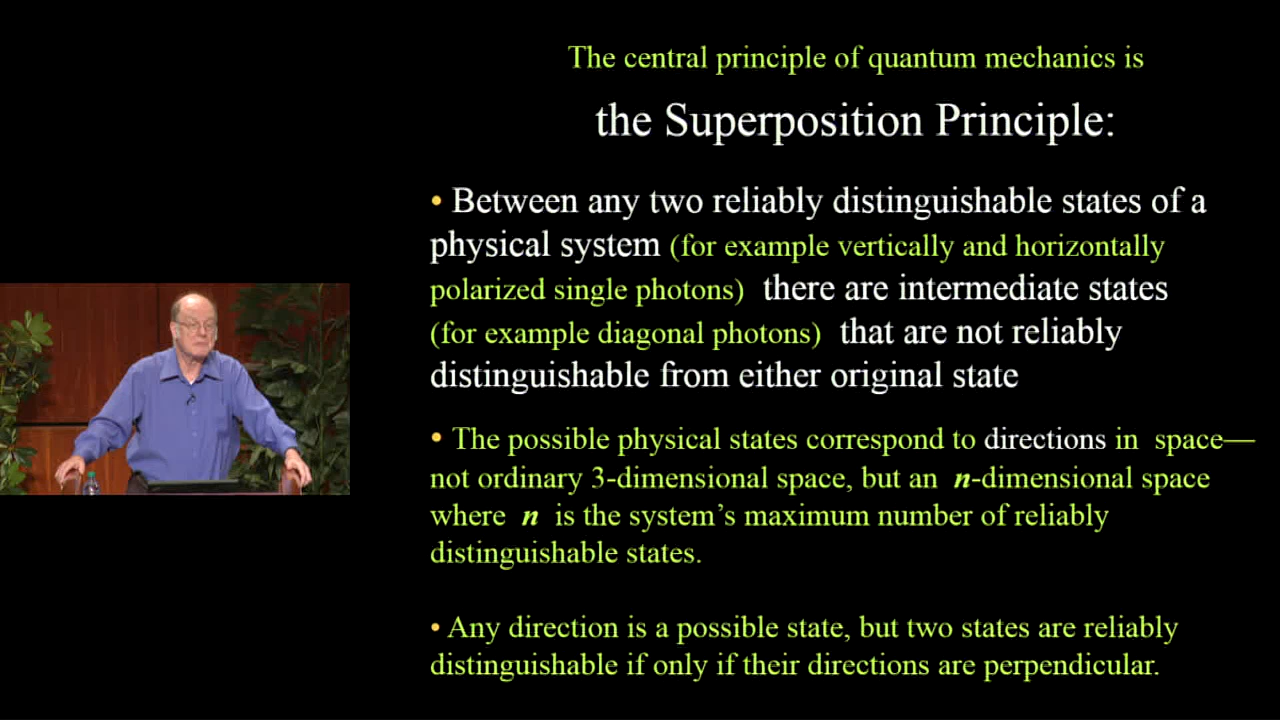 The central principle of quantum mechanics is
the Superposition Principle:
• Between any two reliably distinguishable states of a
physical system (for example vertically and horizontally
polarized single photons) there are intermediate states
(for example diagonal photons) that are not reliably
distinguishable from either original state
• The possible physical states correspond to directions in space—
not ordinary 3-dimensional space, but an n-dimensional space
where n is the system’s maximum number of reliably
distinguishable states.
• Any direction is a possible state, but two states are reliably
distinguishable if only if their directions are perpendicular.